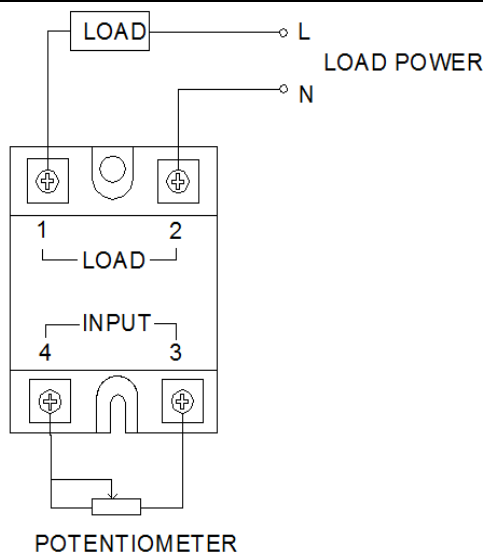 LOAD
L
LOAD POWER
N
1 2
LOAD
INPUT
4 3
POTENTIOMETER